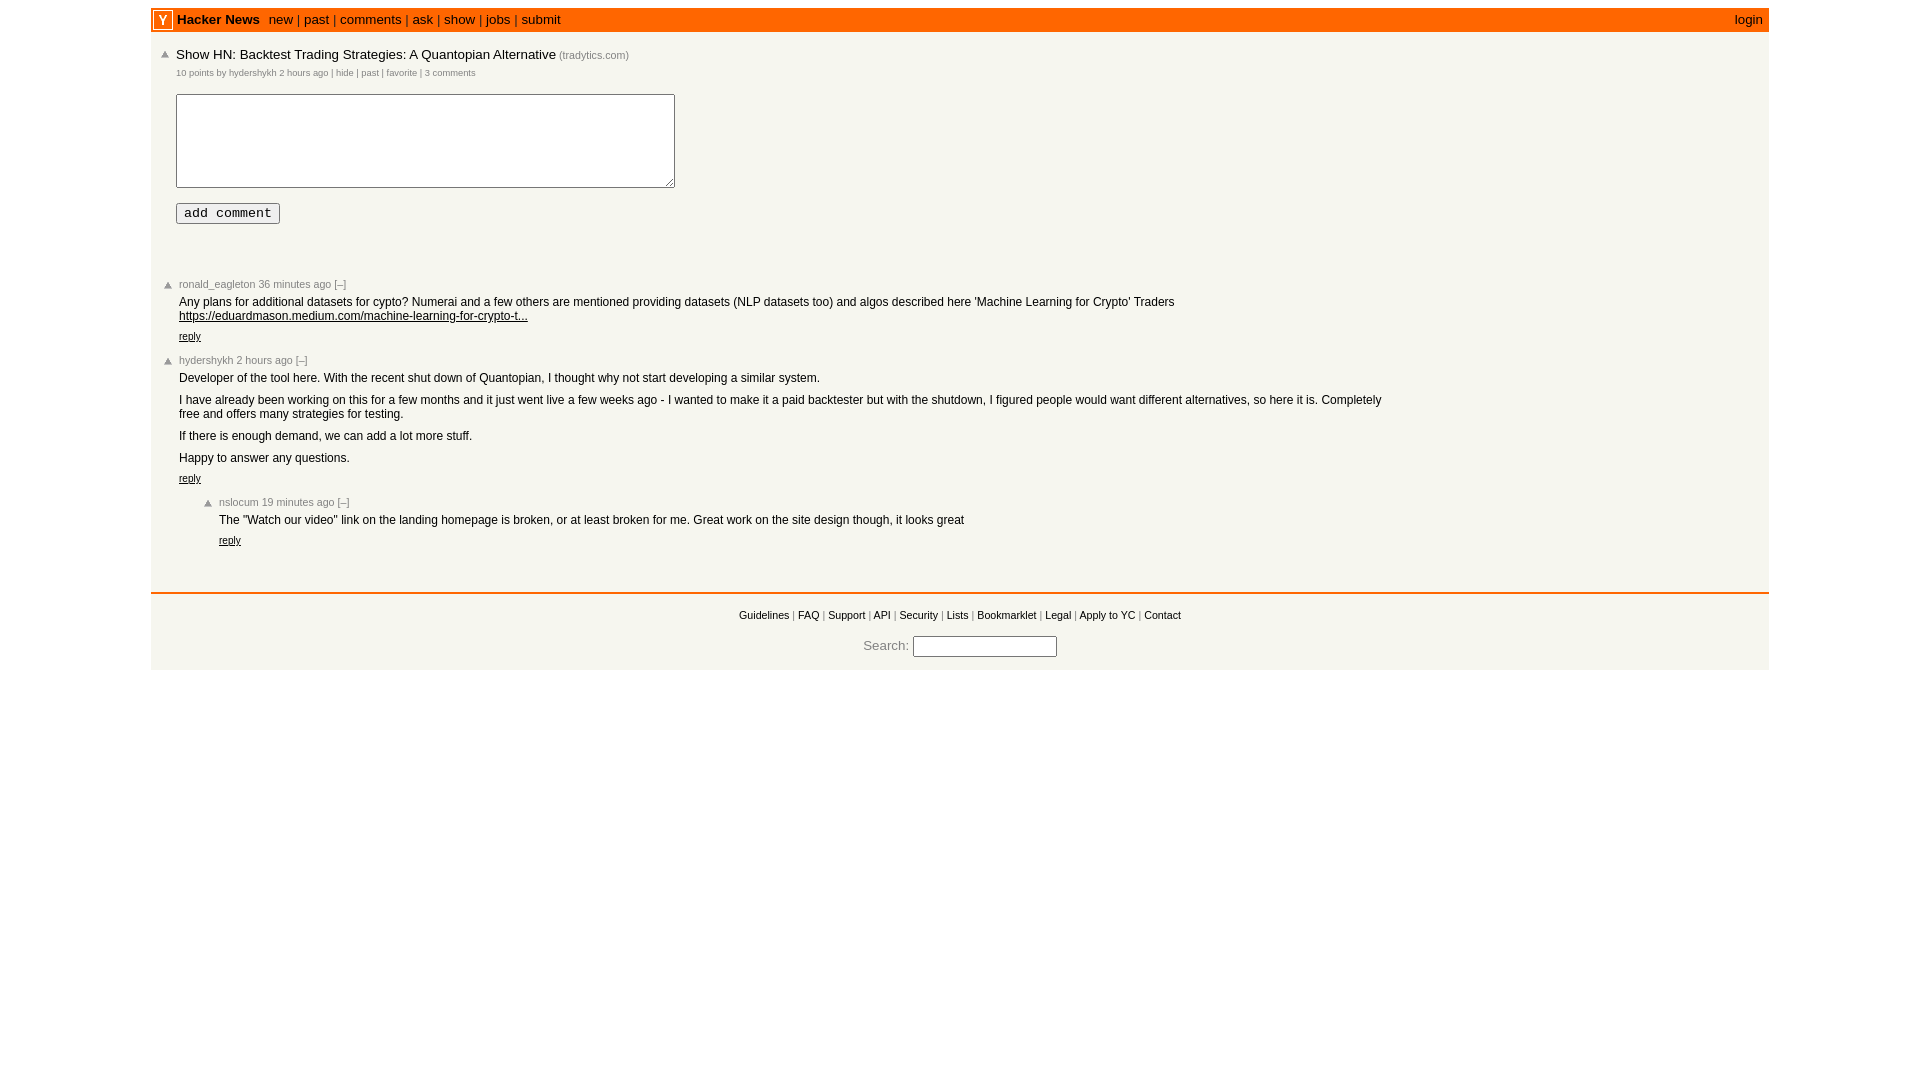 Y Hacker News new | past | comments | ask | show | jobs | submit login
Show HN: Backtest Trading Strategies: A Quantopian Alternative (tradytics.com)
10 points by hydershykh 2 hours ago | hide | past | favorite | 3 comments
add comment
ronald_eagleton 36 minutes ago [–]
Any plans for additional datasets for cypto? Numerai and a few others are mentioned providing datasets (NLP datasets too) and algos described here 'Machine Learning for Crypto' Traders
https://eduardmason.medium.com/machine-learning-for-crypto-t...
reply
hydershykh 2 hours ago [–]
Developer of the tool here. With the recent shut down of Quantopian, I thought why not start developing a similar system.
I have already been working on this for a few months and it just went live a few weeks ago - I wanted to make it a paid backtester but with the shutdown, I figured people would want different alternatives, so here it is. Completely
free and offers many strategies for testing.
If there is enough demand, we can add a lot more stuff.
Happy to answer any questions.
reply
nslocum 19 minutes ago [–]
The "Watch our video" link on the landing homepage is broken, or at least broken for me. Great work on the site design though, it looks great
reply
Guidelines | FAQ | Support | API | Security | Lists | Bookmarklet | Legal | Apply to YC | Contact
Search: